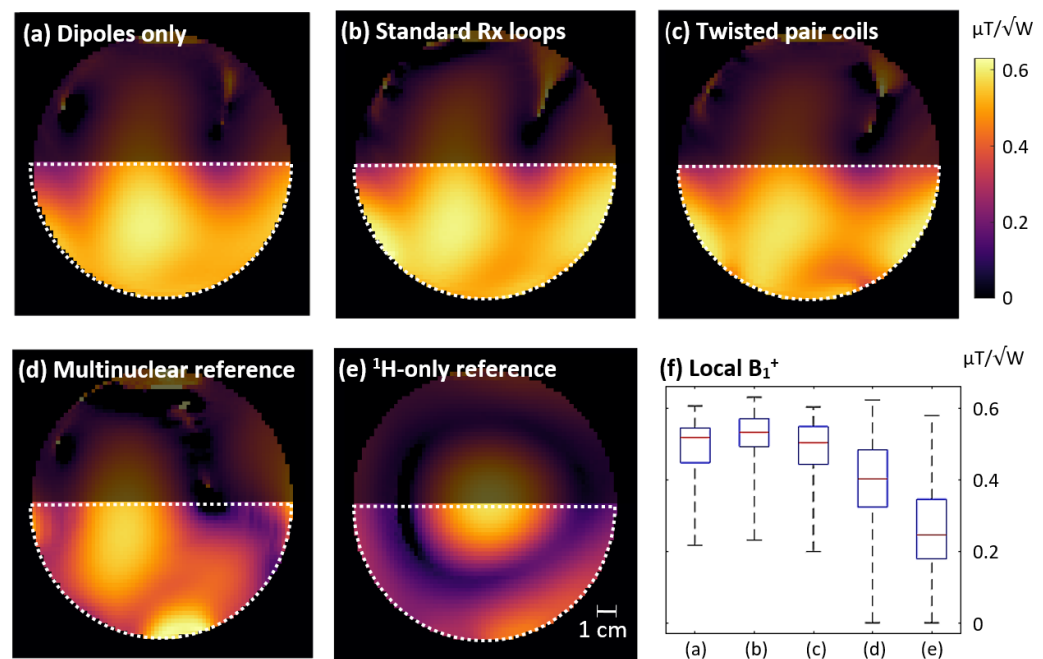 (a) Dipoles only
(b) Standard Rx loops
(c) Twisted pair coils
µT/√W
0.6
0.4
0.2
0
(d) Multinuclear reference
(e) ¹H-only reference
1 cm
(f) Local B₁⁺
µT/√W
0.6
0.4
0.2
0
(a) (b) (c) (d) (e)